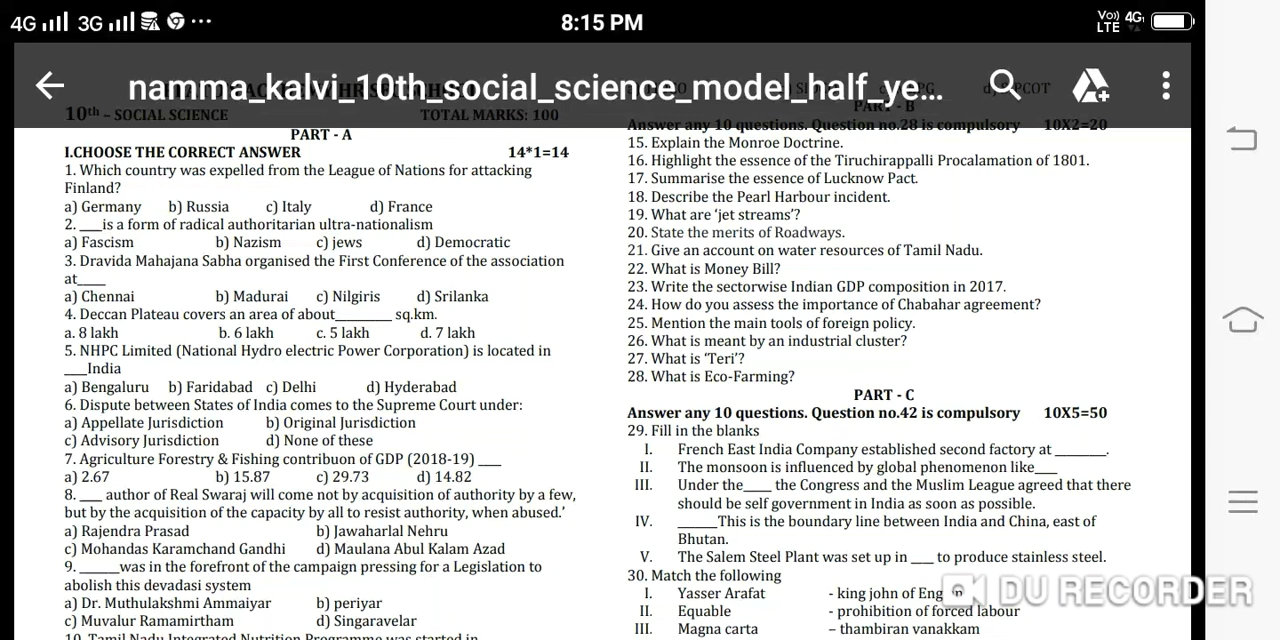 4G 3G ··· 8:15 PM Vo) LTE 4G
namma_kalvi_10th_social_science_model_half_ye...
10th – SOCIAL SCIENCE TOTAL MARKS: 100
PART - A
I.CHOOSE THE CORRECT ANSWER 14*1=14
1. Which country was expelled from the League of Nations for attacking
Finland?
a) Germany b) Russia c) Italy d) France
2. ___is a form of radical authoritarian ultra-nationalism
a) Fascism b) Nazism c) jews d) Democratic
3. Dravida Mahajana Sabha organised the First Conference of the association
at____
a) Chennai b) Madurai c) Nilgiris d) Srilanka
4. Deccan Plateau covers an area of about________ sq.km.
a. 8 lakh b. 6 lakh c. 5 lakh d. 7 lakh
5. NHPC Limited (National Hydro electric Power Corporation) is located in
___India
a) Bengaluru b) Faridabad c) Delhi d) Hyderabad
6. Dispute between States of India comes to the Supreme Court under:
a) Appellate Jurisdiction b) Original Jurisdiction
c) Advisory Jurisdiction d) None of these
7. Agriculture Forestry & Fishing contribuon of GDP (2018-19) ___
a) 2.67 b) 15.87 c) 29.73 d) 14.82
8. ___ author of Real Swaraj will come not by acquisition of authority by a few,
but by the acquisition of the capacity by all to resist authority, when abused.’
a) Rajendra Prasad b) Jawaharlal Nehru
c) Mohandas Karamchand Gandhi d) Maulana Abul Kalam Azad
9. ______was in the forefront of the campaign pressing for a Legislation to
abolish this devadasi system
a) Dr. Muthulakshmi Ammaiyar b) periyar
c) Muvalur Ramamirtham d) Singaravelar
10. Tamil Nadu Integrated Nutrition Programme was started in
PART - B
Answer any 10 questions. Question no.28 is compulsory 10X2=20
15. Explain the Monroe Doctrine.
16. Highlight the essence of the Tiruchirappalli Procalamation of 1801.
17. Summarise the essence of Lucknow Pact.
18. Describe the Pearl Harbour incident.
19. What are ‘jet streams’?
20. State the merits of Roadways.
21. Give an account on water resources of Tamil Nadu.
22. What is Money Bill?
23. Write the sectorwise Indian GDP composition in 2017.
24. How do you assess the importance of Chabahar agreement?
25. Mention the main tools of foreign policy.
26. What is meant by an industrial cluster?
27. What is ‘Teri’?
28. What is Eco-Farming?
PART - C
Answer any 10 questions. Question no.42 is compulsory 10X5=50
29. Fill in the blanks
I. French East India Company established second factory at _______.
II. The monsoon is influenced by global phenomenon like___
III. Under the____ the Congress and the Muslim League agreed that there
should be self government in India as soon as possible.
IV. ______This is the boundary line between India and China, east of
Bhutan.
V. The Salem Steel Plant was set up in ___ to produce stainless steel.
30. Match the following
I. Yasser Arafat - king john of
II. Equable - prohibition of forced labour
III. Magna carta – thambiran vanakkam
DU RECORDER